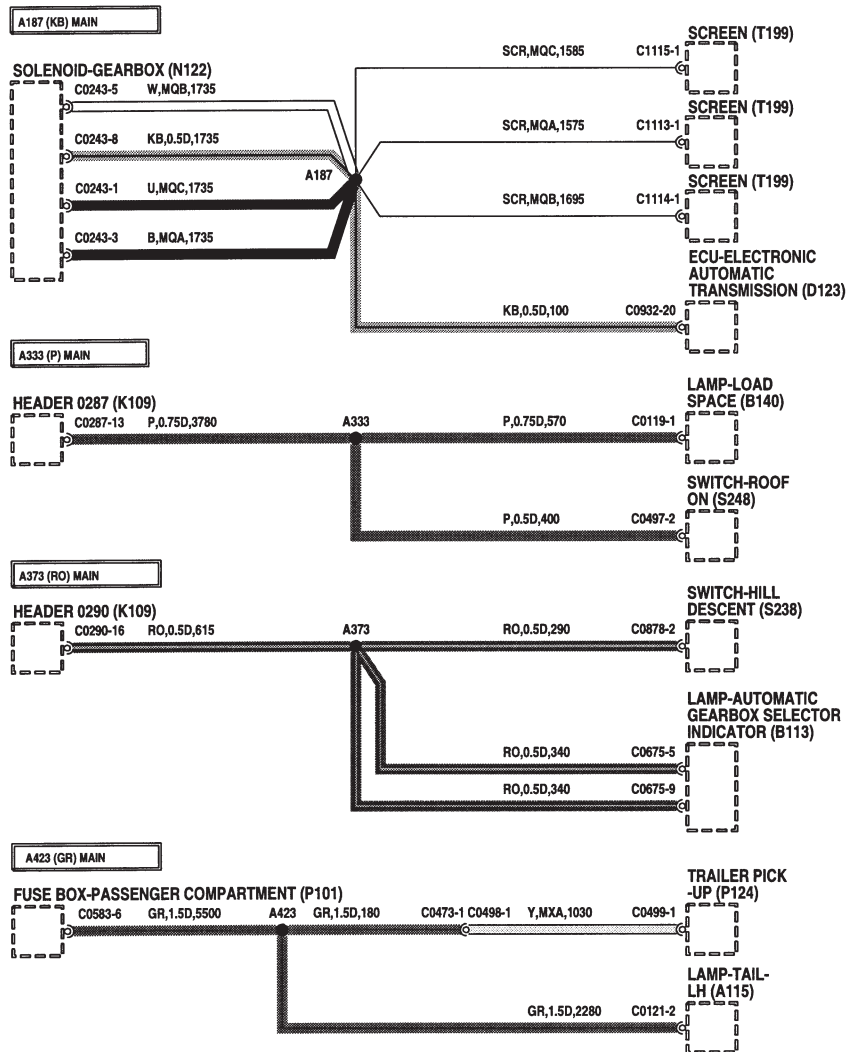 A187 (KB) MAIN
SOLENOID-GEARBOX (N122)
C0243-5 W,MQB,1735
C0243-8 KB,0.5D,1735
C0243-1 U,MQC,1735
C0243-3 B,MQA,1735
A187
SCREEN (T199)
SCR,MQC,1585 C1115-1
SCREEN (T199)
SCR,MQA,1575 C1113-1
SCREEN (T199)
SCR,MQB,1695 C1114-1
ECU-ELECTRONIC
AUTOMATIC
TRANSMISSION (D123)
KB,0.5D,100 C0932-20
A333 (P) MAIN
HEADER 0287 (K109)
C0287-13 P,0.75D,3780 A333
LAMP-LOAD
SPACE (B140)
P,0.75D,570 C0119-1
SWITCH-ROOF
ON (S248)
P,0.5D,400 C0497-2
A373 (RO) MAIN
HEADER 0290 (K109)
C0290-16 RO,0.5D,615 A373
SWITCH-HILL
DESCENT (S238)
RO,0.5D,290 C0878-2
LAMP-AUTOMATIC
GEARBOX SELECTOR
INDICATOR (B113)
RO,0.5D,340 C0675-5
RO,0.5D,340 C0675-9
A423 (GR) MAIN
FUSE BOX-PASSENGER COMPARTMENT (P101)
C0583-6 GR,1.5D,5500 A423 GR,1.5D,180 C0473-1 C0498-1 Y,MXA,1030 C0499-1
TRAILER PICK
-UP (P124)
LAMP-TAIL-
LH (A115)
GR,1.5D,2280 C0121-2